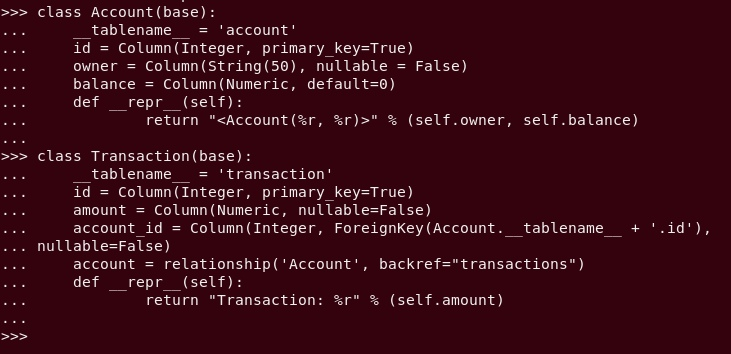 >>> class Account(base):
...     __tablename__ = 'account'
...     id = Column(Integer, primary_key=True)
...     owner = Column(String(50), nullable = False)
...     balance = Column(Numeric, default=0)
...     def __repr__(self):
...             return "<Account(%r, %r)>" % (self.owner, self.balance)
...
>>> class Transaction(base):
...     __tablename__ = 'transaction'
...     id = Column(Integer, primary_key=True)
...     amount = Column(Numeric, nullable=False)
...     account_id = Column(Integer, ForeignKey(Account.__tablename__ + '.id'),
... nullable=False)
...     account = relationship('Account', backref="transactions")
...     def __repr__(self):
...             return "Transaction: %r" % (self.amount)
...
>>>